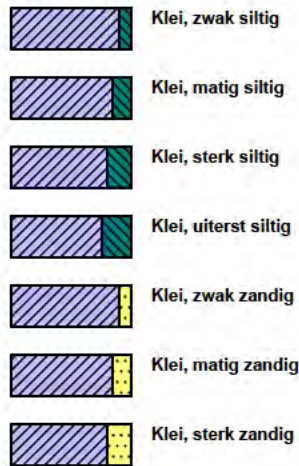 Klei, zwak siltig
Klei, matig siltig
Klei, sterk siltig
Klei, uiterst siltig
Klei, zwak zandig
Klei, matig zandig
Klei, sterk zandig